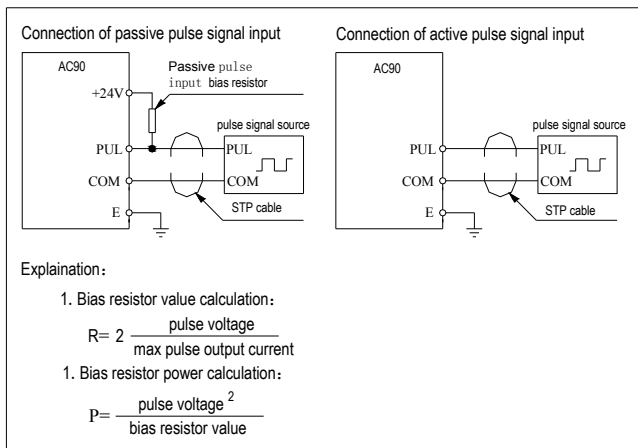 Connection of passive pulse signal input
AC90
+24V
Passive pulse
input bias resistor
pulse signal source
PUL
PUL
COM
COM
E
STP cable
Connection of active pulse signal input
AC90
pulse signal source
PUL
PUL
COM
COM
E
STP cable
Explaination:
1. Bias resistor value calculation:
R= 2 pulse voltage
max pulse output current
1. Bias resistor power calculation:
P= pulse voltage 2
bias resistor value